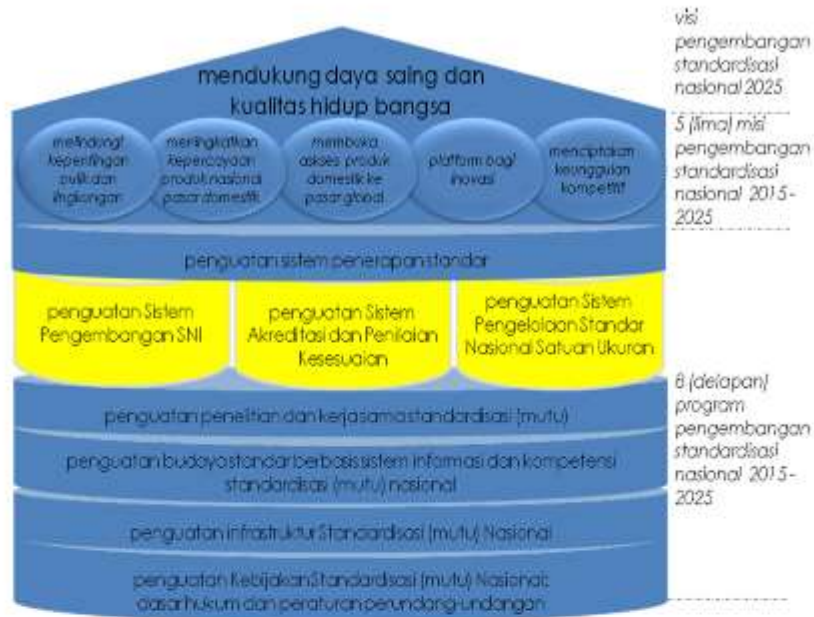 mendukung daya saing dan
kualitas hidup bangsa
melindungi
kepentingan
pulik dan
lingkungan
meningkatkan
kepercayaan
produk nasional
pasar domestik
membuka
askses produk
domestik ke
pasar global
platform bagi
inovasi
menciptakan
keunggulan
kompetitif
penguatan sistem penerapan standar
penguatan Sistem
Pengembangan SNI
penguatan Sistem
Akreditasi dan Penilaian
Kesesuaian
penguatan Sistem
Pengelolaan Standar
Nasional Satuan Ukuran
penguatan penelitian dan kerjasama standardisasi (mutu)
penguatan budaya standar berbasis sistem informasi dan kompetensi
standardisasi (mutu) nasional
penguatan infrastruktur Standardisasi (mutu) Nasional
penguatan Kebijakan Standardisasi (mutu) Nasional:
dasar hukum dan peraturan perundang-undangan
visi
pengembangan
standardisasi
nasional 2025
5 (lima) misi
pengembangan
standardisasi
nasional 2015-
2025
8 (delapan)
program
pengembangan
standardisasi
nasional 2015-
2025